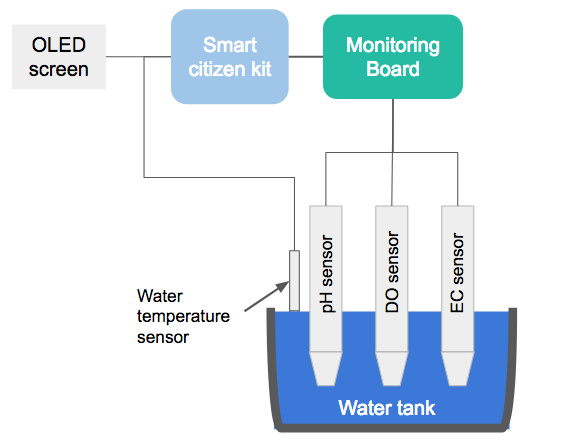 OLED
screen
Smart
citizen kit
Monitoring
Board
pH sensor
DO sensor
EC sensor
Water
temperature
sensor
Water tank